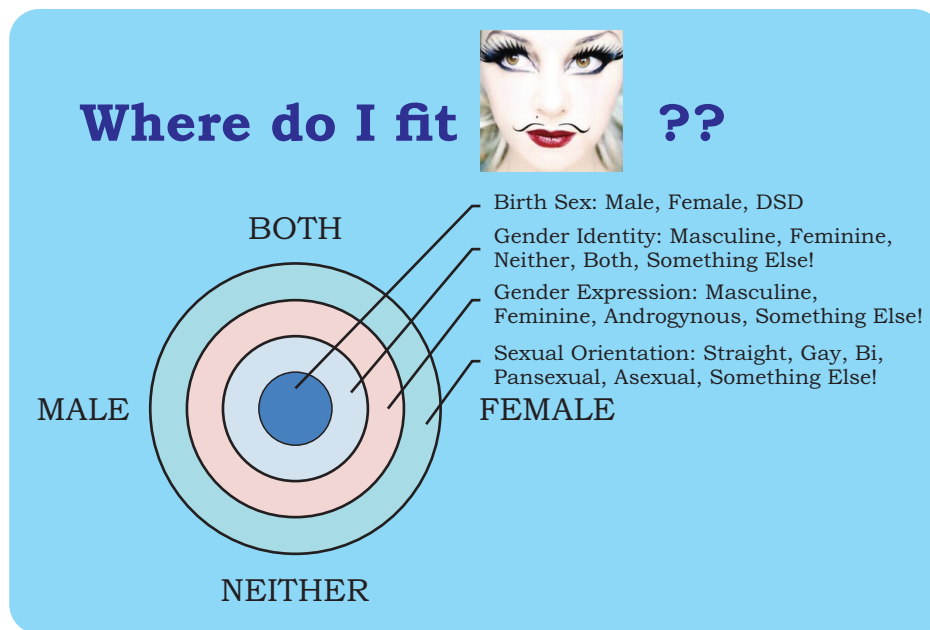 Where do I fit ??
BOTH
Birth Sex: Male, Female, DSD
Gender Identity: Masculine, Feminine,
Neither, Both, Something Else!
Gender Expression: Masculine,
Feminine, Androgynous, Something Else!
Sexual Orientation: Straight, Gay, Bi,
Pansexual, Asexual, Something Else!
MALE
FEMALE
NEITHER